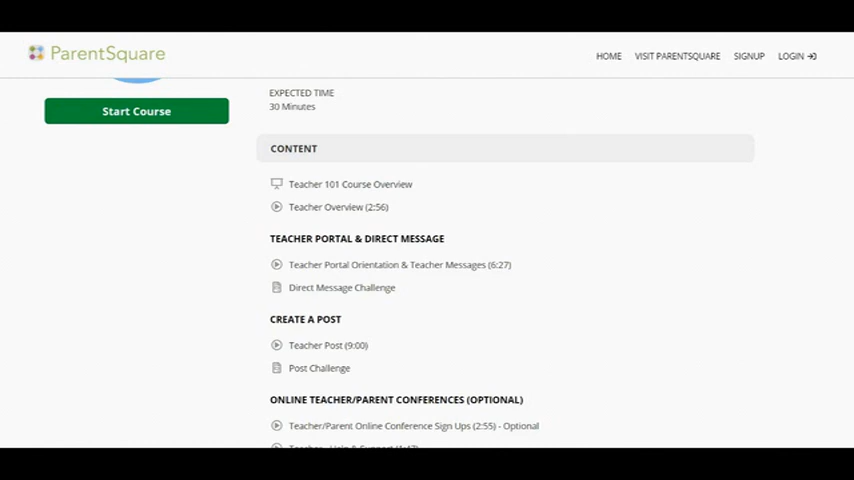 ParentSquare
HOME VISIT PARENTSQUARE SIGNUP LOGIN
Start Course
EXPECTED TIME
30 Minutes
CONTENT
Teacher 101 Course Overview
Teacher Overview (2:56)
TEACHER PORTAL & DIRECT MESSAGE
Teacher Portal Orientation & Teacher Messages (6:27)
Direct Message Challenge
CREATE A POST
Teacher Post (9:00)
Post Challenge
ONLINE TEACHER/PARENT CONFERENCES (OPTIONAL)
Teacher/Parent Online Conference Sign Ups (2:55) - Optional